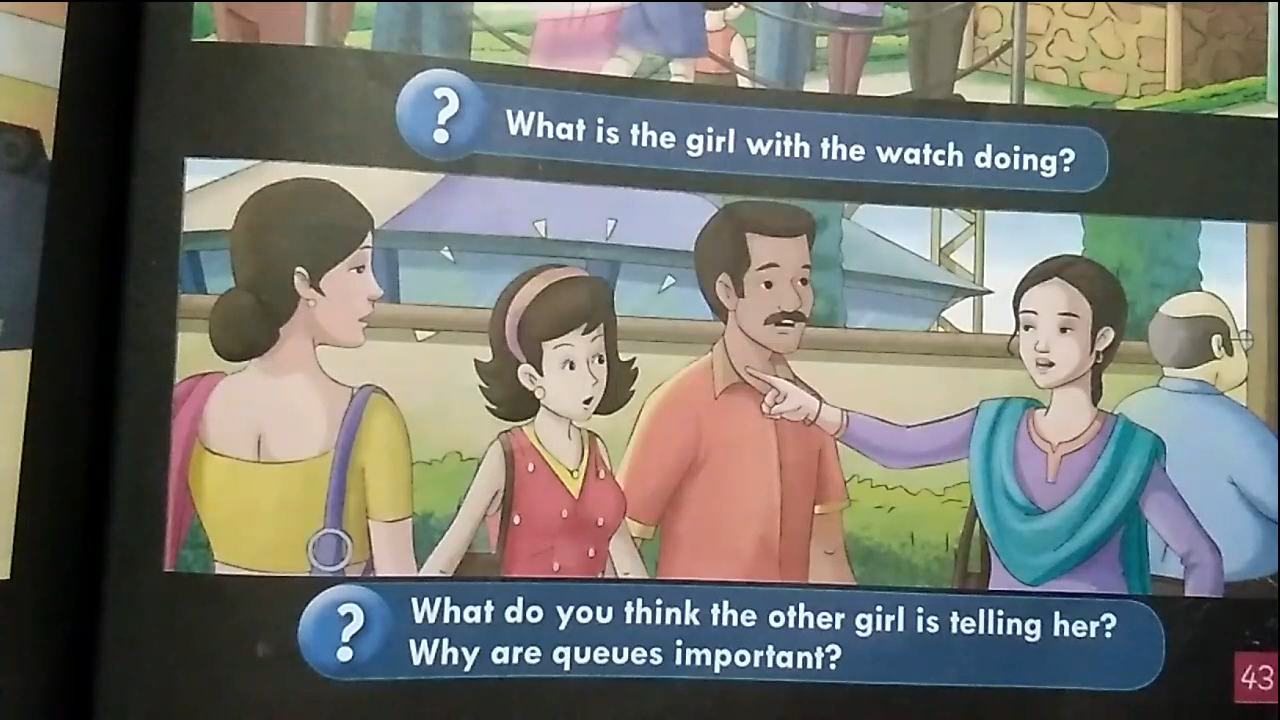 What is the girl with the watch doing?
What do you think the other girl is telling her?
Why are queues important?
43